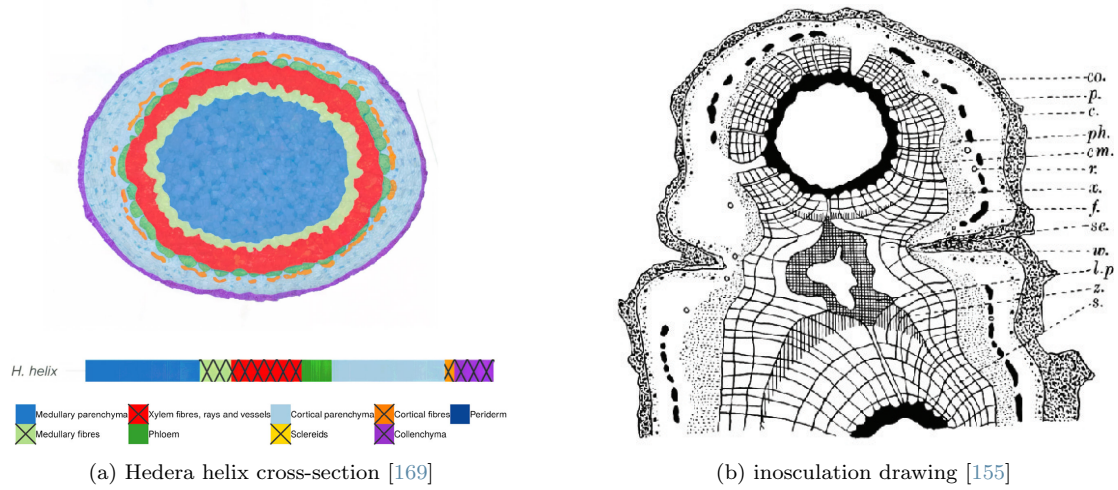 co.
p.
c.
ph.
cm.
r.
x.
f.
se.
w.
l.p
z.
s.
H. helix
Medullary parenchyma Xylem fibres, rays and vessels Cortical parenchyma Cortical fibres Periderm
Medullary fibres Phloem Sclereids Collenchyma
(a) Hedera helix cross-section [169]
(b) inosculation drawing [155]